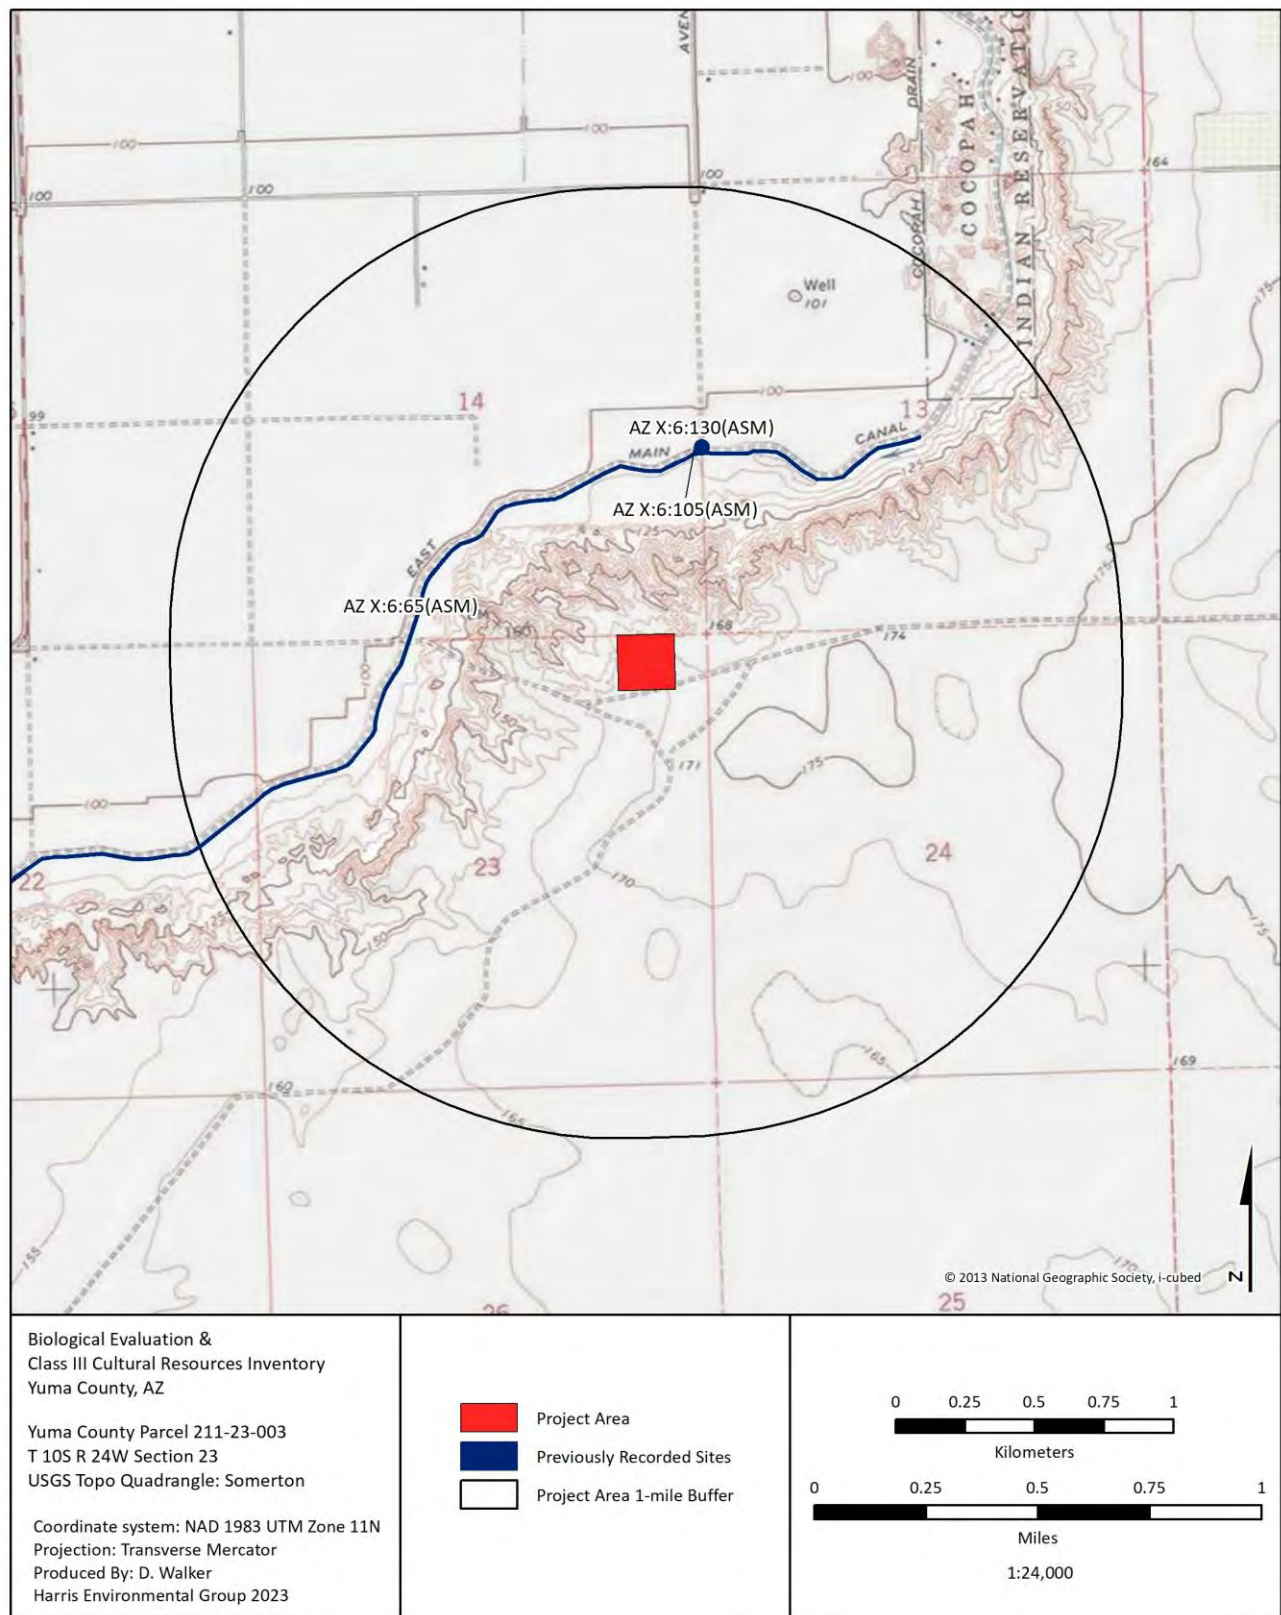 AVEN
100
DRAIN
COCOPAH
INDIAN RESERVATIO
50
100
100
164
100
100
100
COCOPAH
Well
101
175
100
99
14
13
AZ X:6:130(ASM)
MAIN
CANAL
125
AZ X:6:105(ASM)
125
EAST
175
AZ X:6:65(ASM)
160
168
174
100
150
171
175
100
23
24
22
170
125
150
175
165
169
160
165
155
170
© 2013 National Geographic Society, i-cubed
N
26
25
Biological Evaluation &
Class III Cultural Resources Inventory
Yuma County, AZ
Yuma County Parcel 211-23-003
T 10S R 24W Section 23
USGS Topo Quadrangle: Somerton
Coordinate system: NAD 1983 UTM Zone 11N
Projection: Transverse Mercator
Produced By: D. Walker
Harris Environmental Group 2023
Project Area
Previously Recorded Sites
Project Area 1-mile Buffer
0 0.25 0.5 0.75 1
Kilometers
0 0.25 0.5 0.75 1
Miles
1:24,000